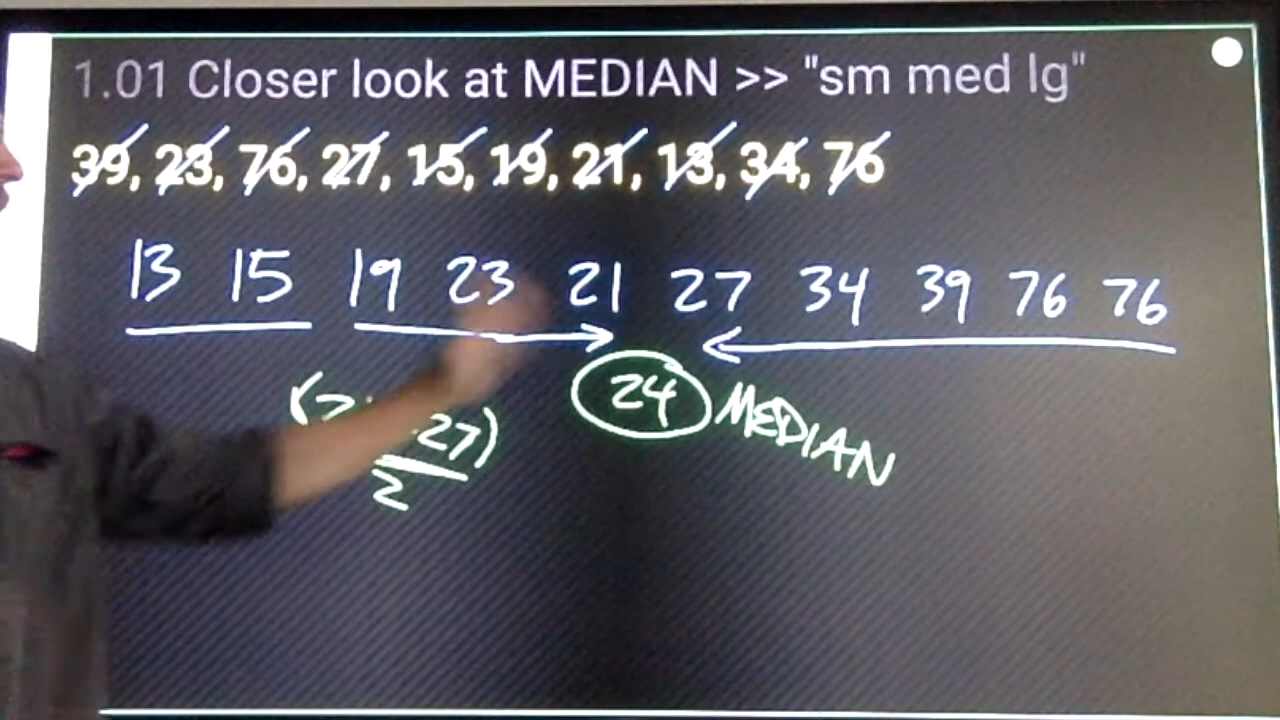 1.01 Closer look at MEDIAN >> "sm med lg"
39, 23, 76, 27, 15, 19, 21, 13, 34, 76
13 15 19 23 21 27 34 39 76 76
24 MEDIAN
27)
2